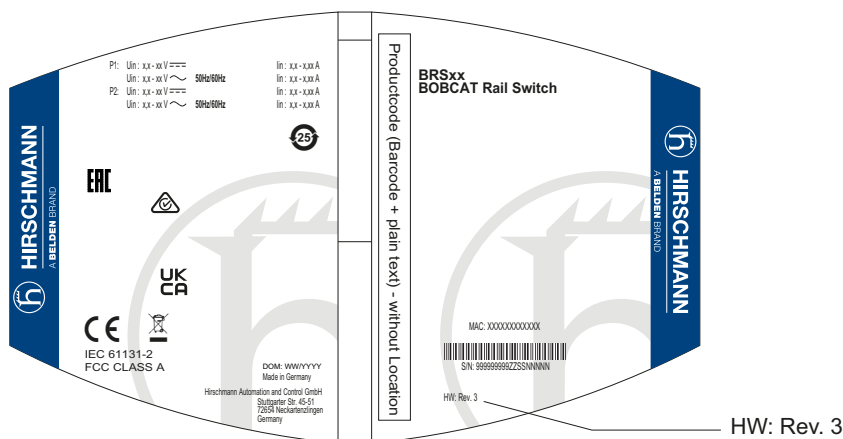 P1: Uin : x,x - xx V Iin : x,x - x,xx A
Uin : x,x - xx V 50Hz/60Hz Iin : x,x - x,xx A
P2: Uin : x,x - xx V Iin : x,x - x,xx A
Uin : x,x - xx V 50Hz/60Hz Iin : x,x - x,xx A
25
EAC
UK
CA
CE
IEC 61131-2
FCC CLASS A
DOM: WW/YYYY
Made in Germany
Hirschmann Automation and Control GmbH
Stuttgarter Str. 45-51
72654 Neckartenzlingen
Germany
HIRSCHMANN
A BELDEN BRAND
Productcode (Barcode + plain text) - without Location
BRSxx
BOBCAT Rail Switch
MAC: XXXXXXXXXXXX
S/N: 999999999ZZSSNNNNN
HW: Rev. 3
HIRSCHMANN
A BELDEN BRAND
HW: Rev. 3